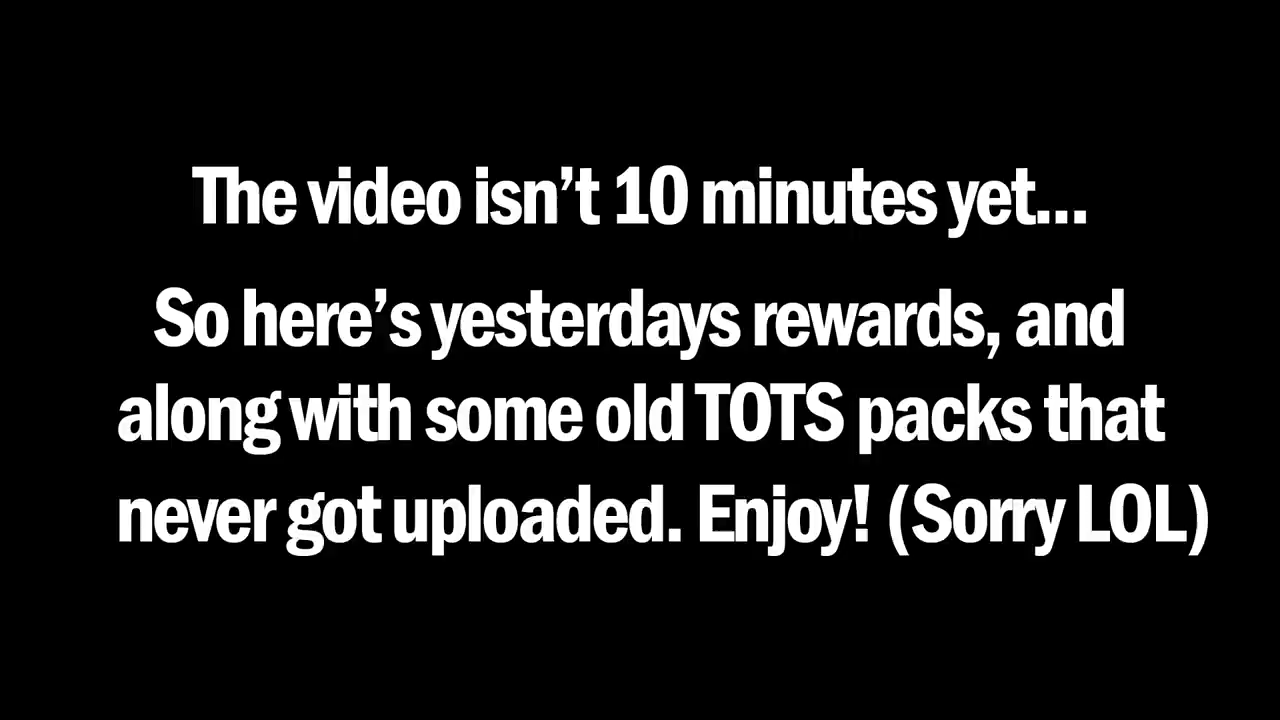 The video isn’t 10 minutes yet...
So here’s yesterdays rewards, and
along with some old TOTS packs that
never got uploaded. Enjoy! (Sorry LOL)